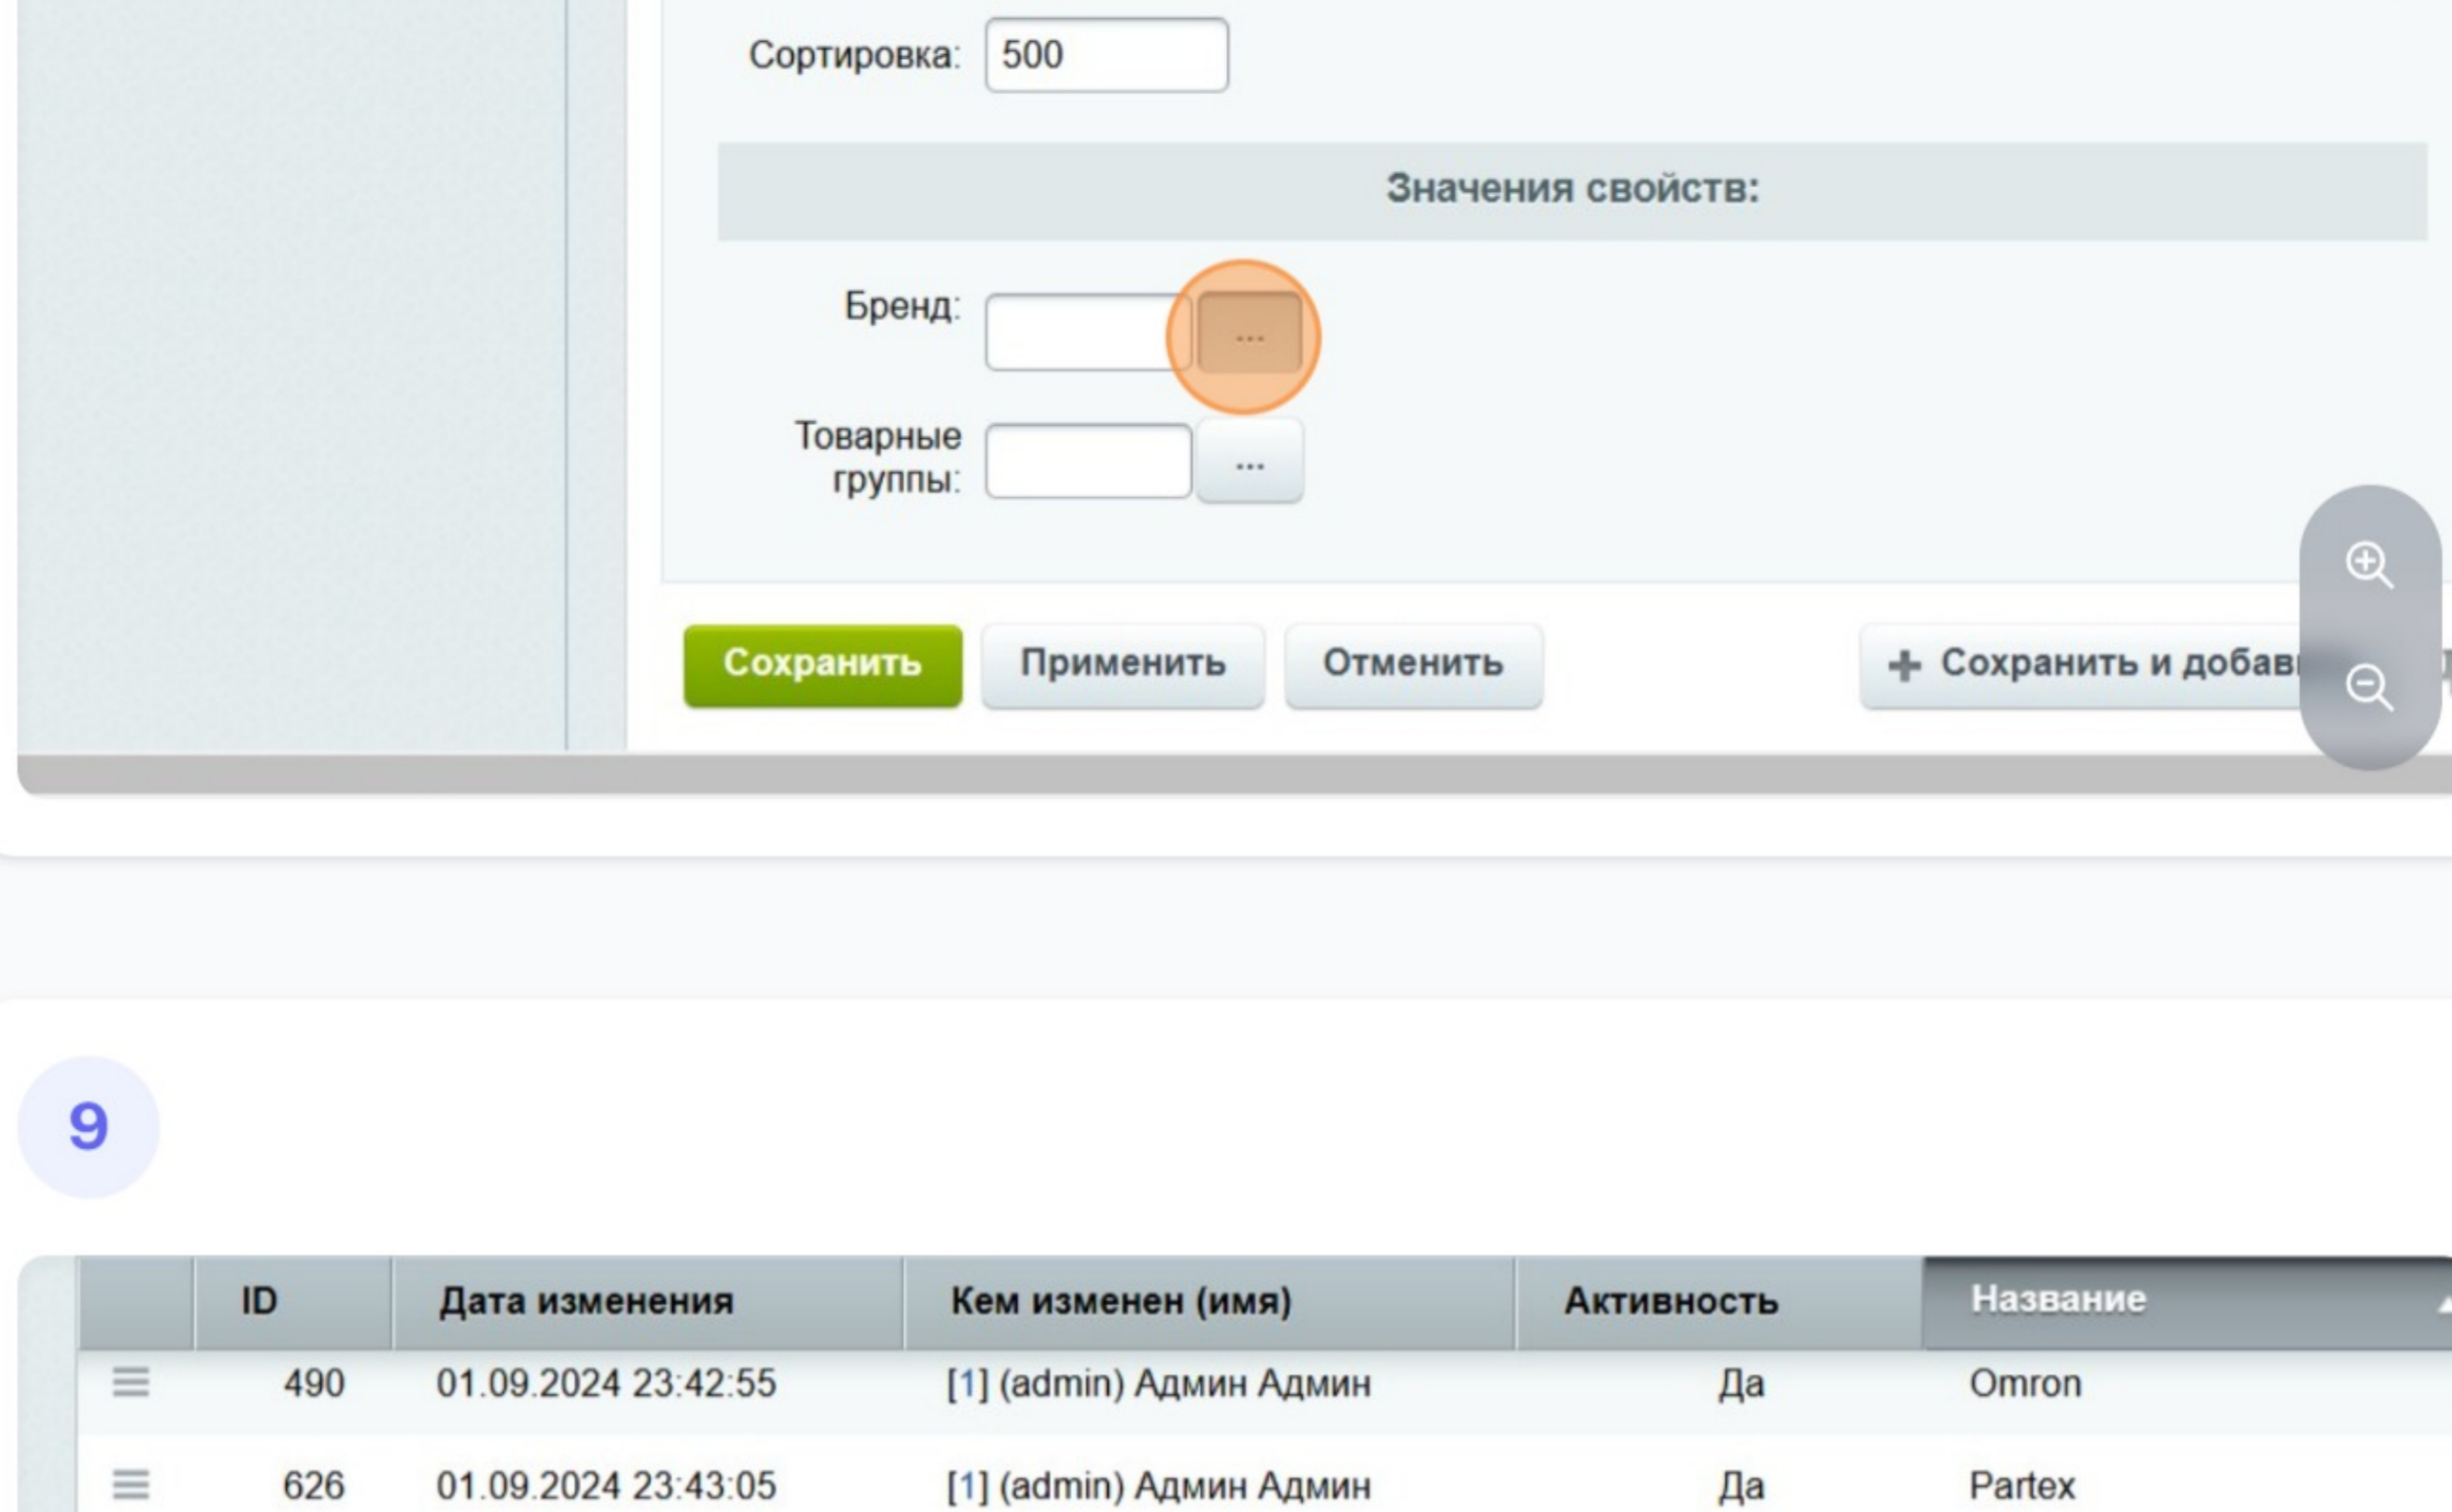 Сортировка: 500
Значения свойств:
Бренд: ...
Товарные
группы: ...
Сохранить Применить Отменить + Сохранить и
9
ID Дата изменения Кем изменен (имя) Активность Название
490 01.09.2024 23:42:55 [1] (admin) Админ Админ Да Omron
626 01.09.2024 23:43:05 [1] (admin) Админ Админ Да Partex